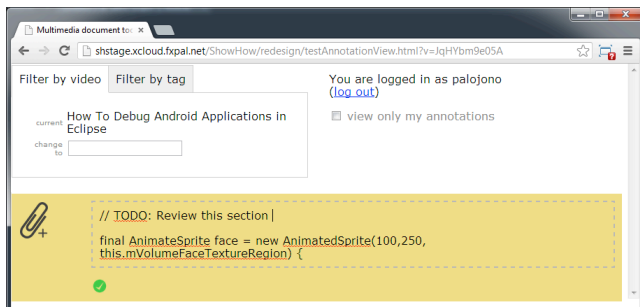 Multimedia document too
shstage.xcloud.fxpal.net/ShowHow/redesign/testAnnotationView.html?v=JqHYbm9e05A
Filter by video Filter by tag
You are logged in as palojono
(log out)
current How To Debug Android Applications in
Eclipse
change
to
view only my annotations
// TODO: Review this section
final AnimateSprite face = new AnimatedSprite(100,250,
this.mVolumeFaceTextureRegion) {